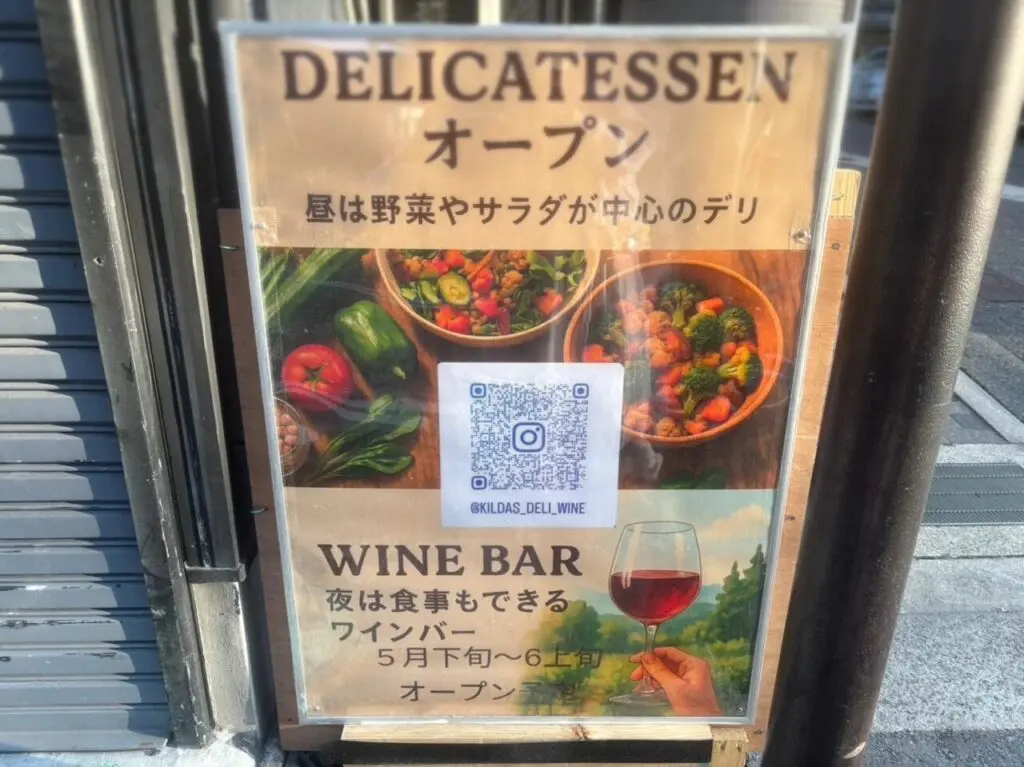 DELICATESSEN
オープン
昼は野菜やサラダが中心のデリ
@KILDAS_DELI_WINE
WINE BAR
夜は食事もできる
ワインバー
5月下旬〜6上旬
オープン